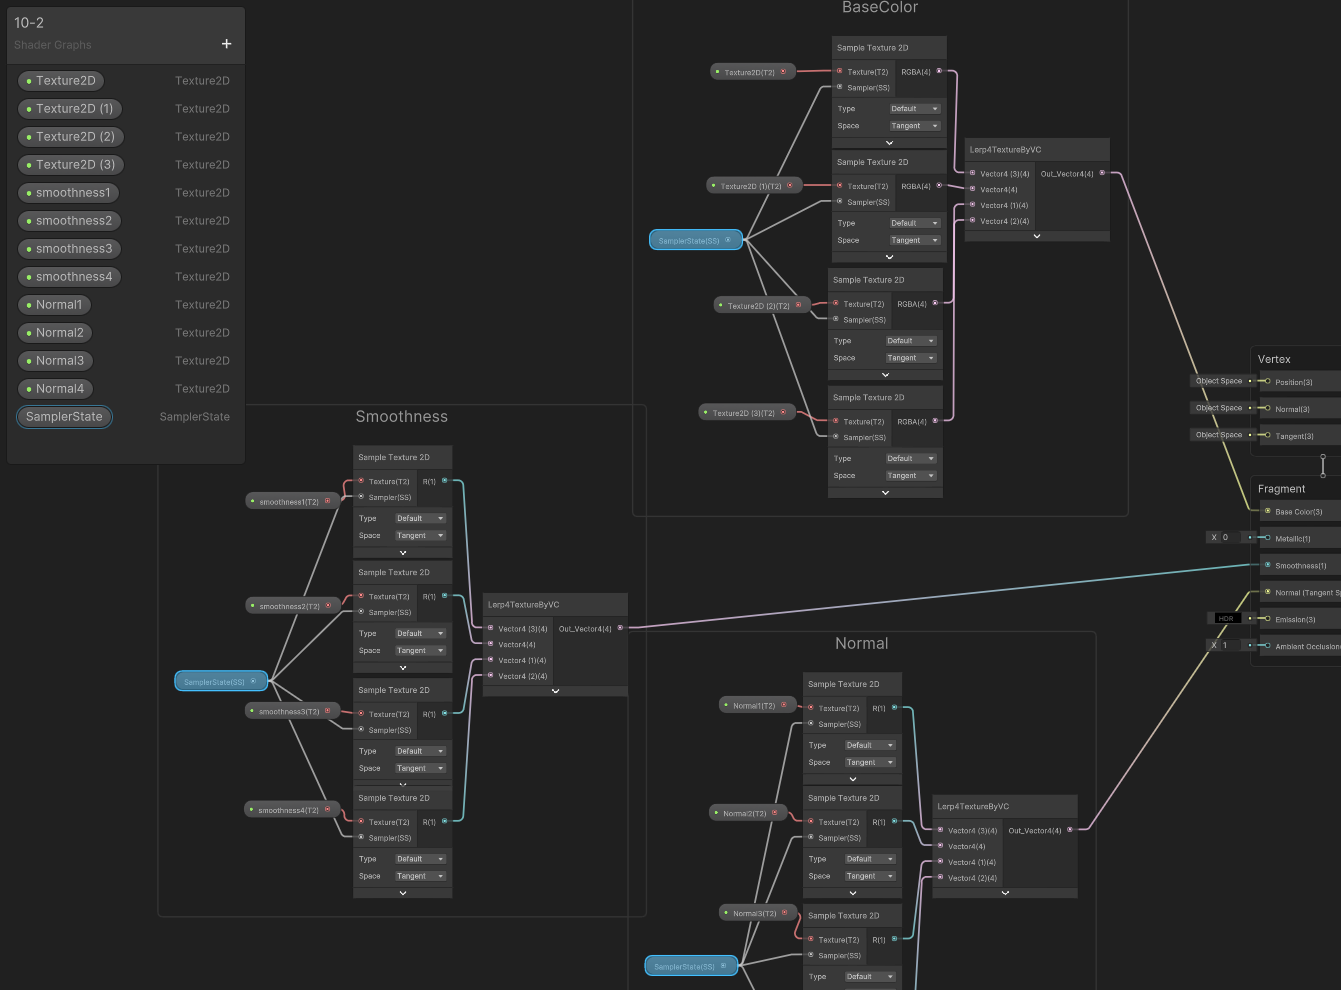 10-2
Shader Graphs
+
Texture2D Texture2D
Texture2D (1) Texture2D
Texture2D (2) Texture2D
Texture2D (3) Texture2D
smoothness1 Texture2D
smoothness2 Texture2D
smoothness3 Texture2D
smoothness4 Texture2D
Normal1 Texture2D
Normal2 Texture2D
Normal3 Texture2D
Normal4 Texture2D
SamplerState SamplerState
BaseColor
Texture2D(T2)
Sample Texture 2D
Texture(T2) RGBA(4)
Sampler(SS)
Type Default
Space Tangent
Texture2D (1)(T2)
Sample Texture 2D
Texture(T2) RGBA(4)
Sampler(SS)
Type Default
Space Tangent
SamplerState(SS)
Texture2D (2)(T2)
Sample Texture 2D
Texture(T2) RGBA(4)
Sampler(SS)
Type Default
Space Tangent
Texture2D (3)(T2)
Sample Texture 2D
Texture(T2) RGBA(4)
Sampler(SS)
Type Default
Space Tangent
Lerp4TextureByVC
Vector4 (3)(4) Out_Vector4(4)
Vector4(4)
Vector4 (1)(4)
Vector4 (2)(4)
Smoothness
smoothness1(T2)
Sample Texture 2D
Texture(T2) R(1)
Sampler(SS)
Type Default
Space Tangent
smoothness2(T2)
Sample Texture 2D
Texture(T2) R(1)
Sampler(SS)
Type Default
Space Tangent
SamplerState(SS)
smoothness3(T2)
Sample Texture 2D
Texture(T2) R(1)
Sampler(SS)
Type Default
Space Tangent
smoothness4(T2)
Sample Texture 2D
Texture(T2) R(1)
Sampler(SS)
Type Default
Space Tangent
Lerp4TextureByVC
Vector4 (3)(4) Out_Vector4(4)
Vector4(4)
Vector4 (1)(4)
Vector4 (2)(4)
Normal
Normal1(T2)
Sample Texture 2D
Texture(T2) R(1)
Sampler(SS)
Type Default
Space Tangent
Normal2(T2)
Sample Texture 2D
Texture(T2) R(1)
Sampler(SS)
Type Default
Space Tangent
Normal3(T2)
Sample Texture 2D
Texture(T2) R(1)
Sampler(SS)
Type Default
SamplerState(SS)
Lerp4TextureByVC
Vector4 (3)(4) Out_Vector4(4)
Vector4(4)
Vector4 (1)(4)
Vector4 (2)(4)
Vertex
Object Space Position(3)
Object Space Normal(3)
Object Space Tangent(3)
Fragment
Base Color(3)
X 0 Metallic(1)
Smoothness(1)
Normal (Tangent S
HDR Emission(3)
X 1 Ambient Occlusion